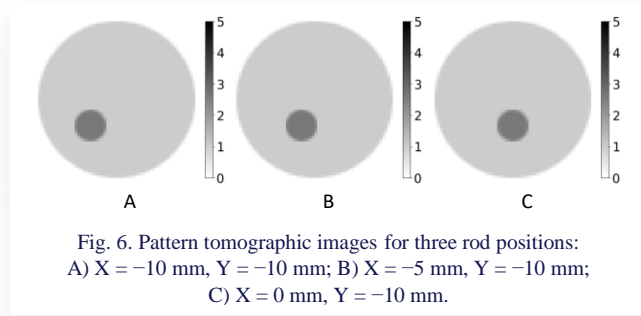 5 5 5
4 4 4
3 3 3
2 2 2
1 1 1
0 0 0
A B C
Fig. 6. Pattern tomographic images for three rod positions:
A) X = −10 mm, Y = −10 mm; B) X = −5 mm, Y = −10 mm;
C) X = 0 mm, Y = −10 mm.